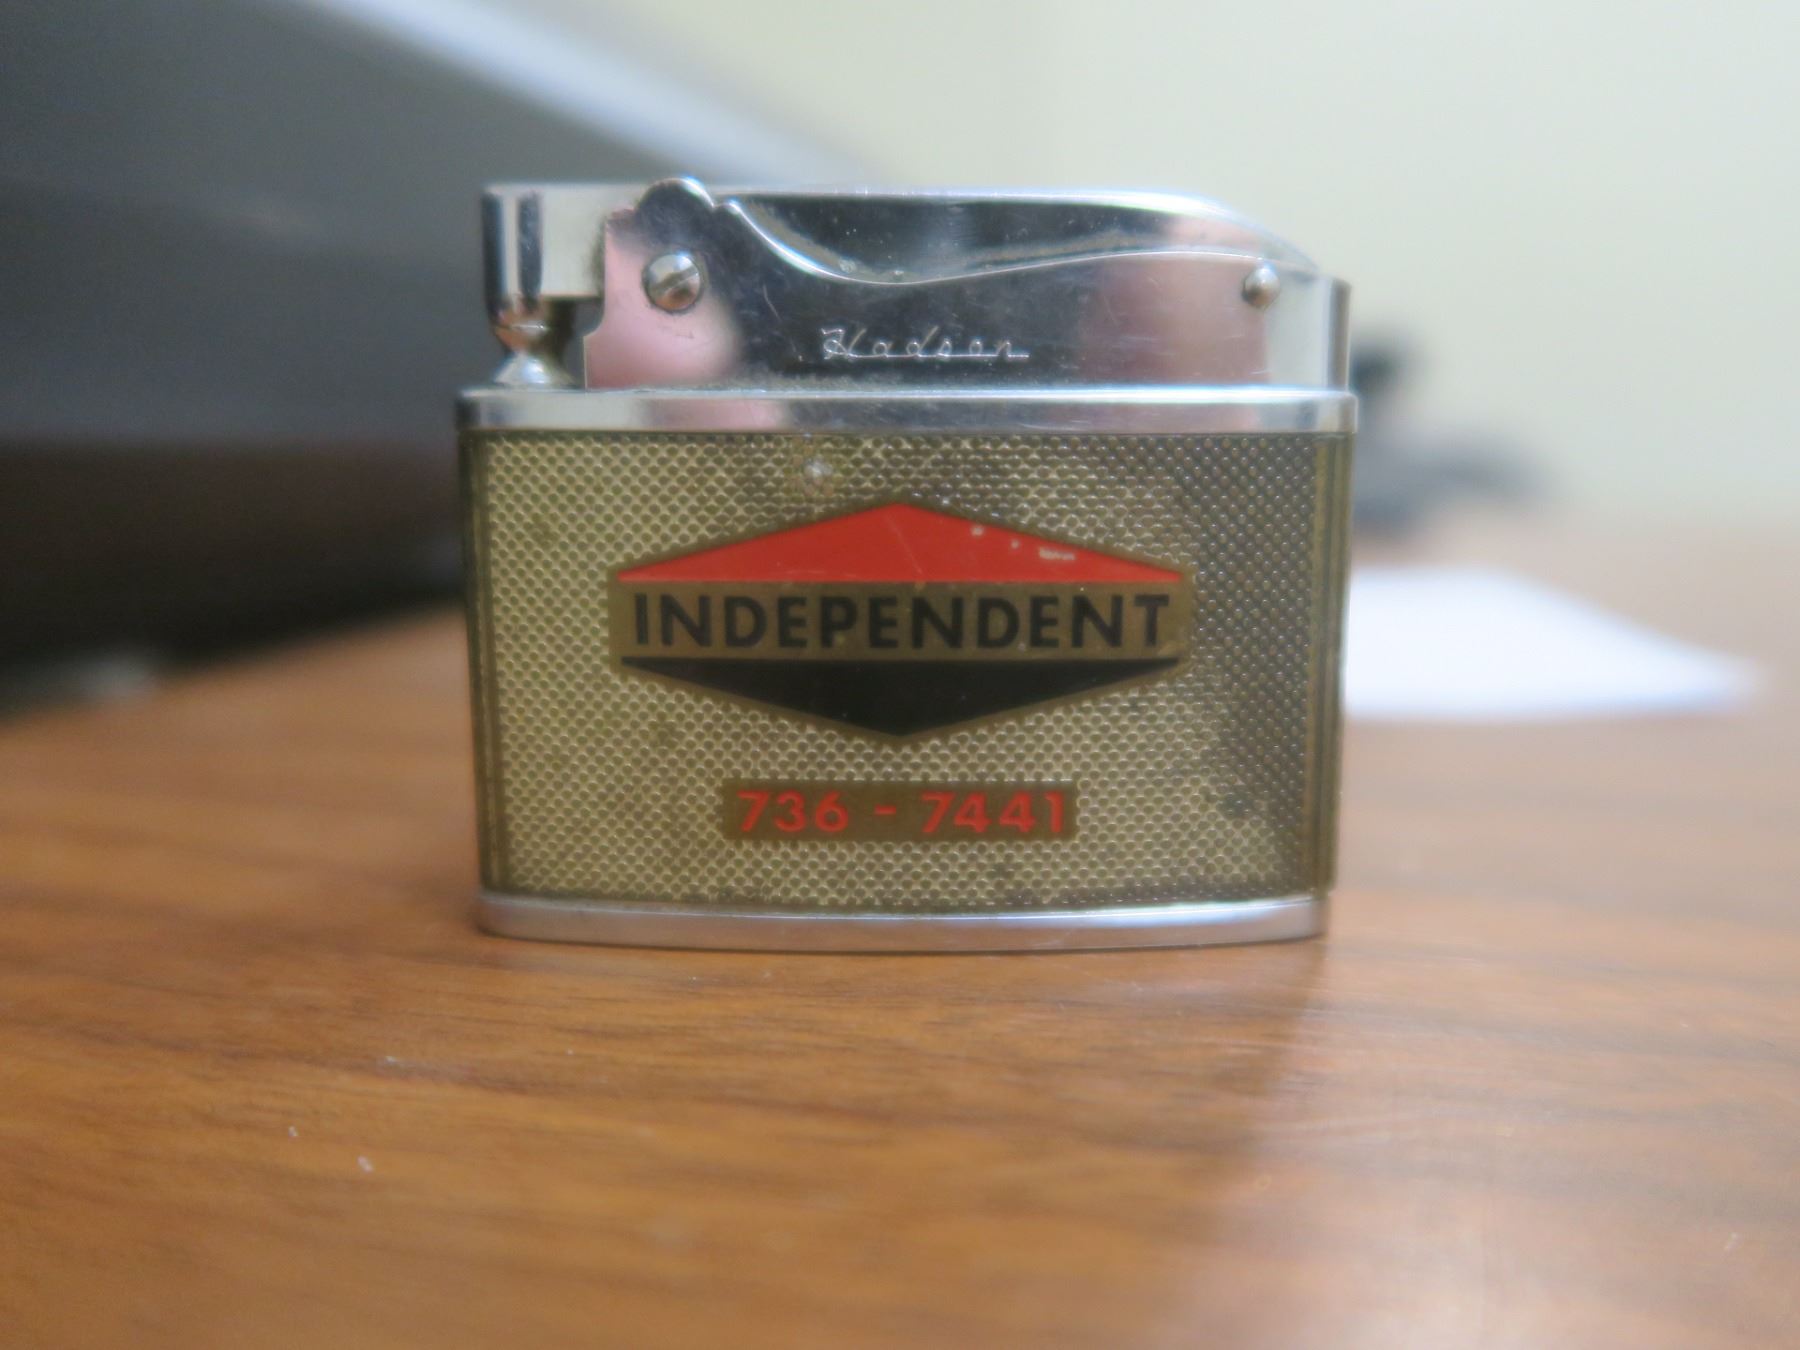 Hadson
INDEPENDENT
736 - 7441